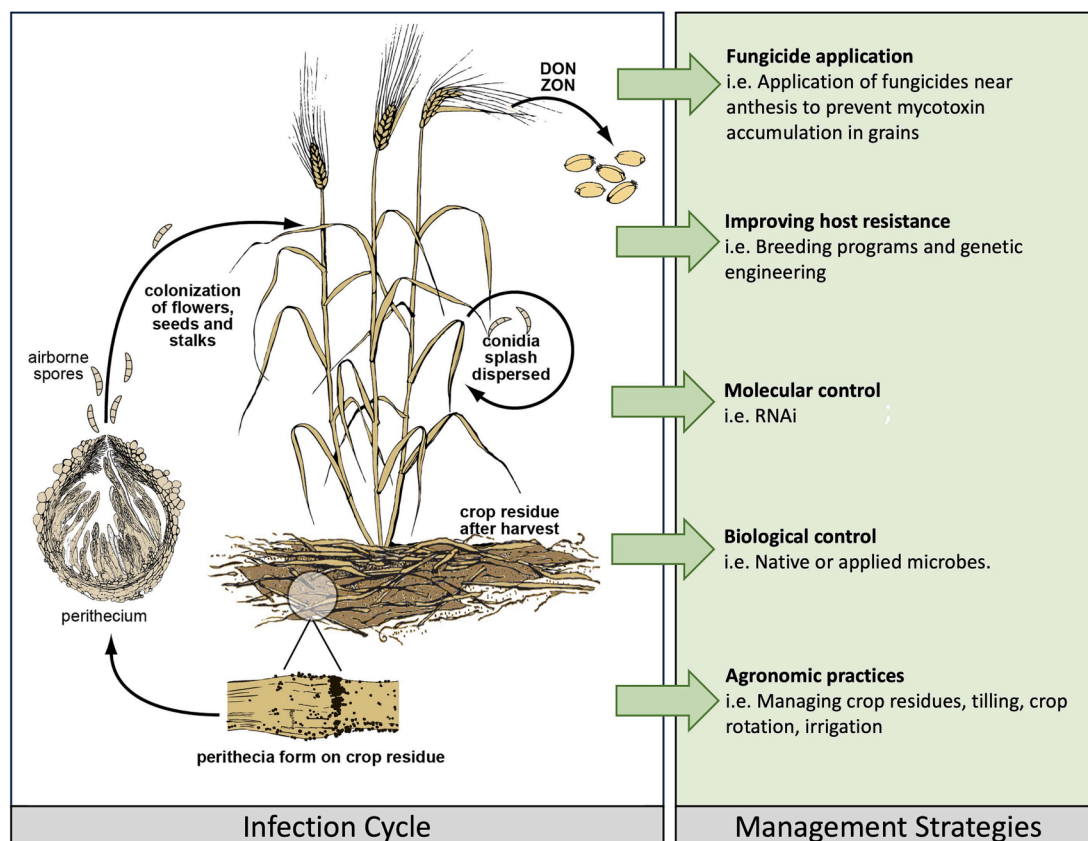 DON
ZON
colonization
of flowers,
seeds and
stalks
airborne
spores
conidia
splash
dispersed
crop residue
after harvest
perithecium
perithecia form on crop residue
Infection Cycle
Fungicide application
i.e. Application of fungicides near
anthesis to prevent mycotoxin
accumulation in grains
Improving host resistance
i.e. Breeding programs and genetic
engineering
Molecular control
i.e. RNAi ;
Biological control
i.e. Native or applied microbes.
Agronomic practices
i.e. Managing crop residues, tilling, crop
rotation, irrigation
Management Strategies